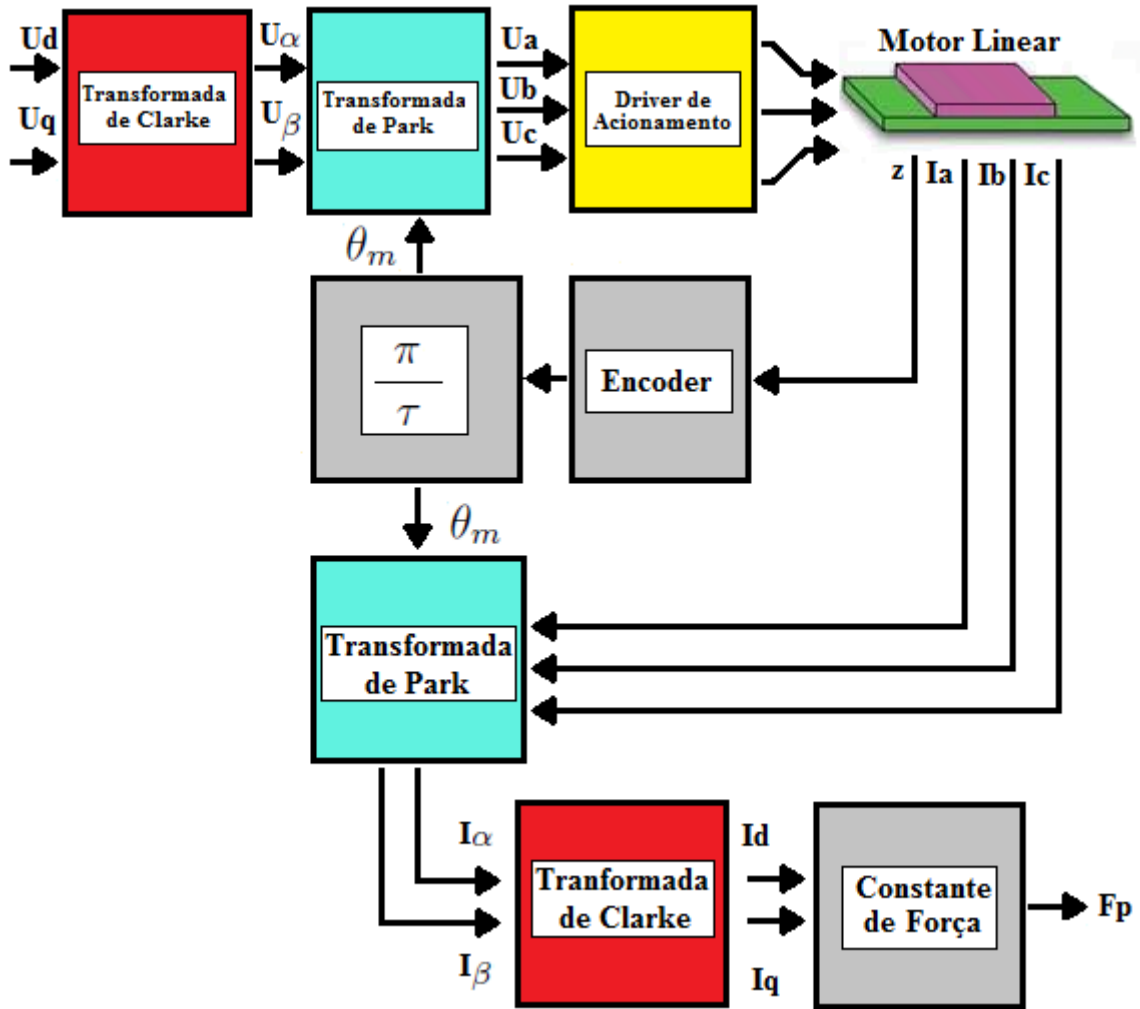 Ud
Uq
Transformada
de Clarke
Uα
Uβ
Transformada
de Park
Ua
Ub
Uc
Driver de
Acionamento
Motor Linear
z Ia Ib Ic
θm
π
τ
Encoder
θm
Transformada
de Park
Iα
Iβ
Tranformada
de Clarke
Id
Iq
Constante
de Força
Fp